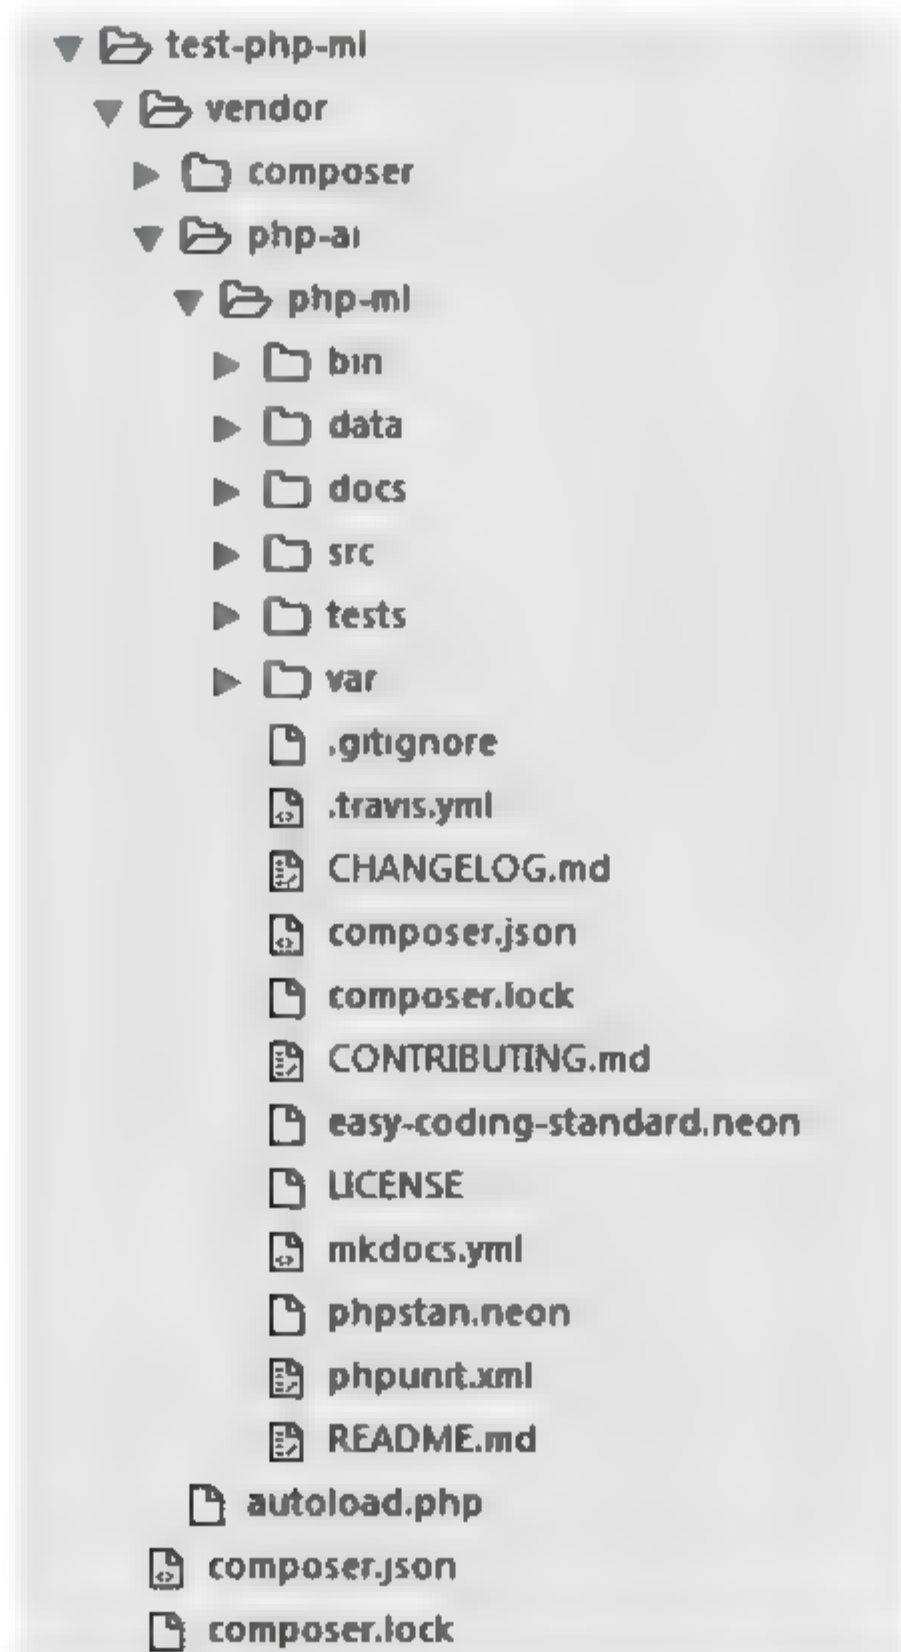 test-php-ml
vendor
composer
php-ai
php-ml
bin
data
docs
src
tests
var
.gitignore
.travis.yml
CHANGELOG.md
composer.json
composer.lock
CONTRIBUTING.md
easy-coding-standard.neon
LICENSE
mkdocs.yml
phpstan.neon
phpunit.xml
README.md
autoload.php
composer.json
composer.lock